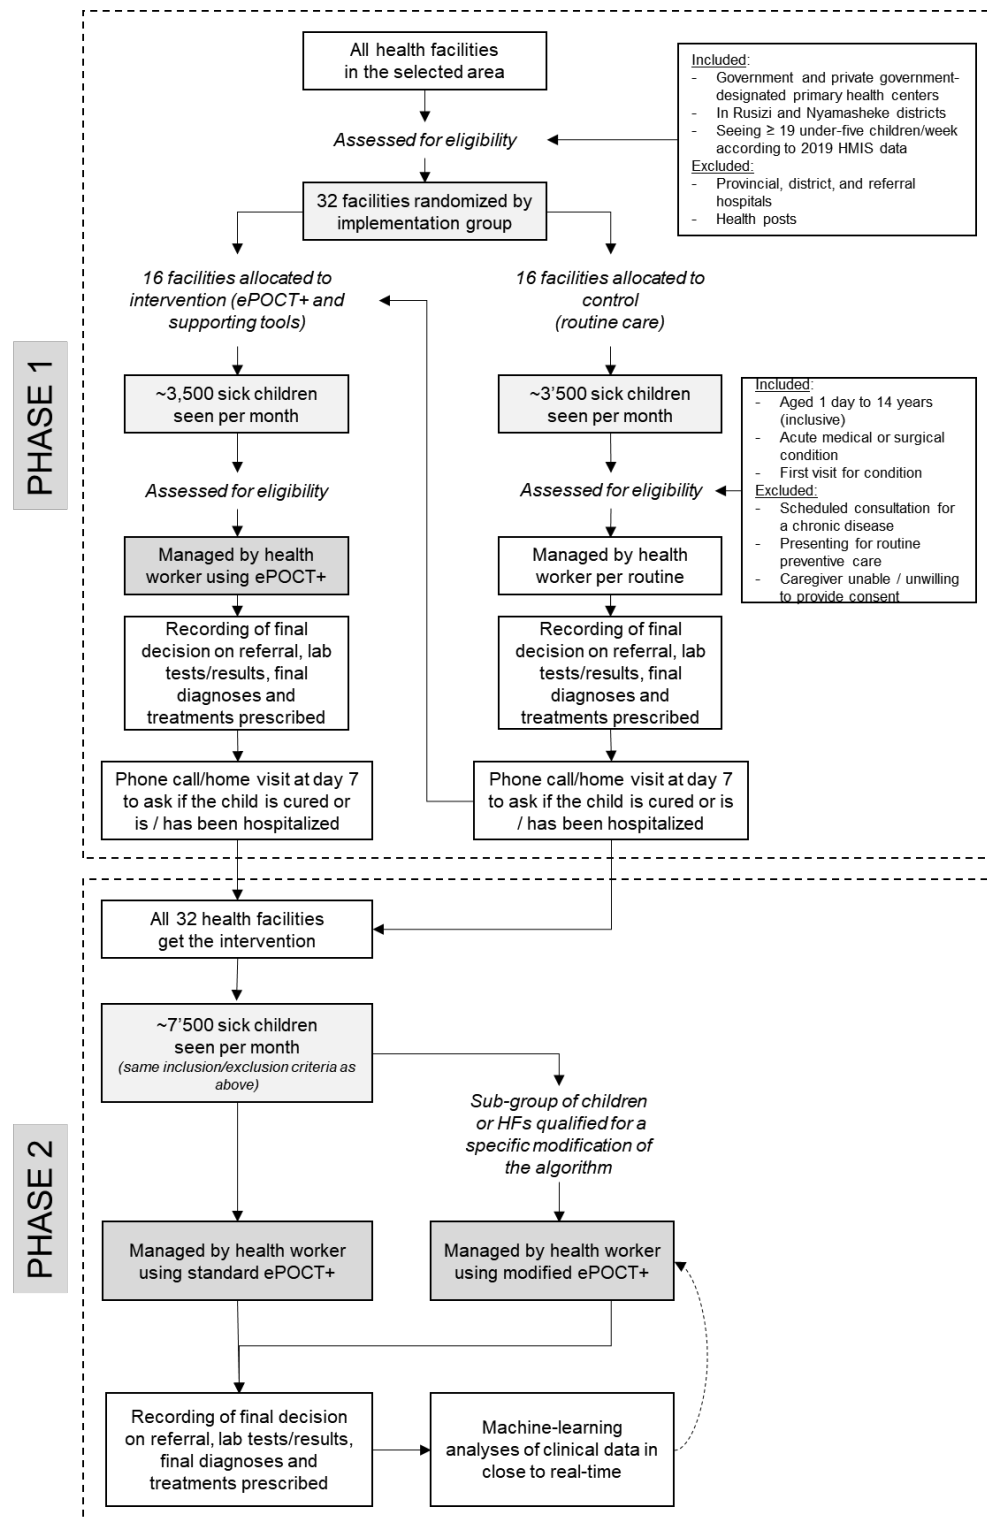 All health facilities
in the selected area
Included:
- Government and private government-
designated primary health centers
- In Rusizi and Nyamasheke districts
- Seeing ≥ 19 under-five children/week
according to 2019 HMIS data
Excluded:
- Provincial, district, and referral
hospitals
- Health posts
Assessed for eligibility
32 facilities randomized by
implementation group
PHASE 1
16 facilities allocated to
intervention (ePOCT+ and
supporting tools)
16 facilities allocated to
control
(routine care)
~3,500 sick children
seen per month
~3’500 sick children
seen per month
Included:
- Aged 1 day to 14 years
(inclusive)
- Acute medical or surgical
condition
- First visit for condition
Excluded:
- Scheduled consultation for
a chronic disease
- Presenting for routine
preventive care
- Caregiver unable / unwilling
to provide consent
Assessed for eligibility
Assessed for eligibility
Managed by health
worker using ePOCT+
Managed by health
worker per routine
Recording of final
decision on referral, lab
tests/results, final
diagnoses and
treatments prescribed
Recording of final
decision on referral, lab
tests/results, final
diagnoses and
treatments prescribed
Phone call/home visit at day 7
to ask if the child is cured or
is / has been hospitalized
Phone call/home visit at day 7
to ask if the child is cured or is
/ has been hospitalized
PHASE 2
All 32 health facilities
get the intervention
~7’500 sick children
seen per month
(same inclusion/exclusion criteria as
above)
Sub-group of children
or HFs qualified for a
specific modification of
the algorithm
Managed by health worker
using standard ePOCT+
Managed by health worker
using modified ePOCT+
Recording of final decision
on referral, lab tests/results,
final diagnoses and
treatments prescribed
Machine-learning
analyses of clinical data in
close to real-time